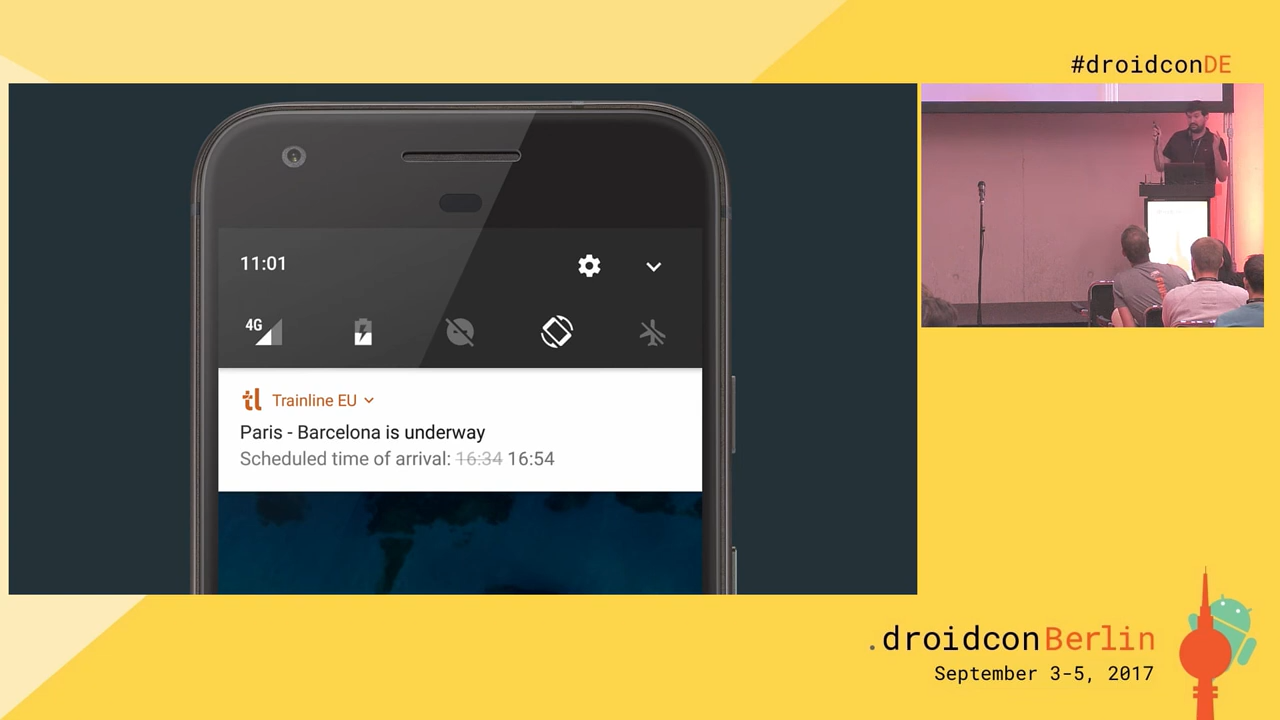 #droidconDE
11:01
4G
tl Trainline EU
Paris - Barcelona is underway
Scheduled time of arrival: 16:34 16:54
.droidconBerlin
September 3-5, 2017